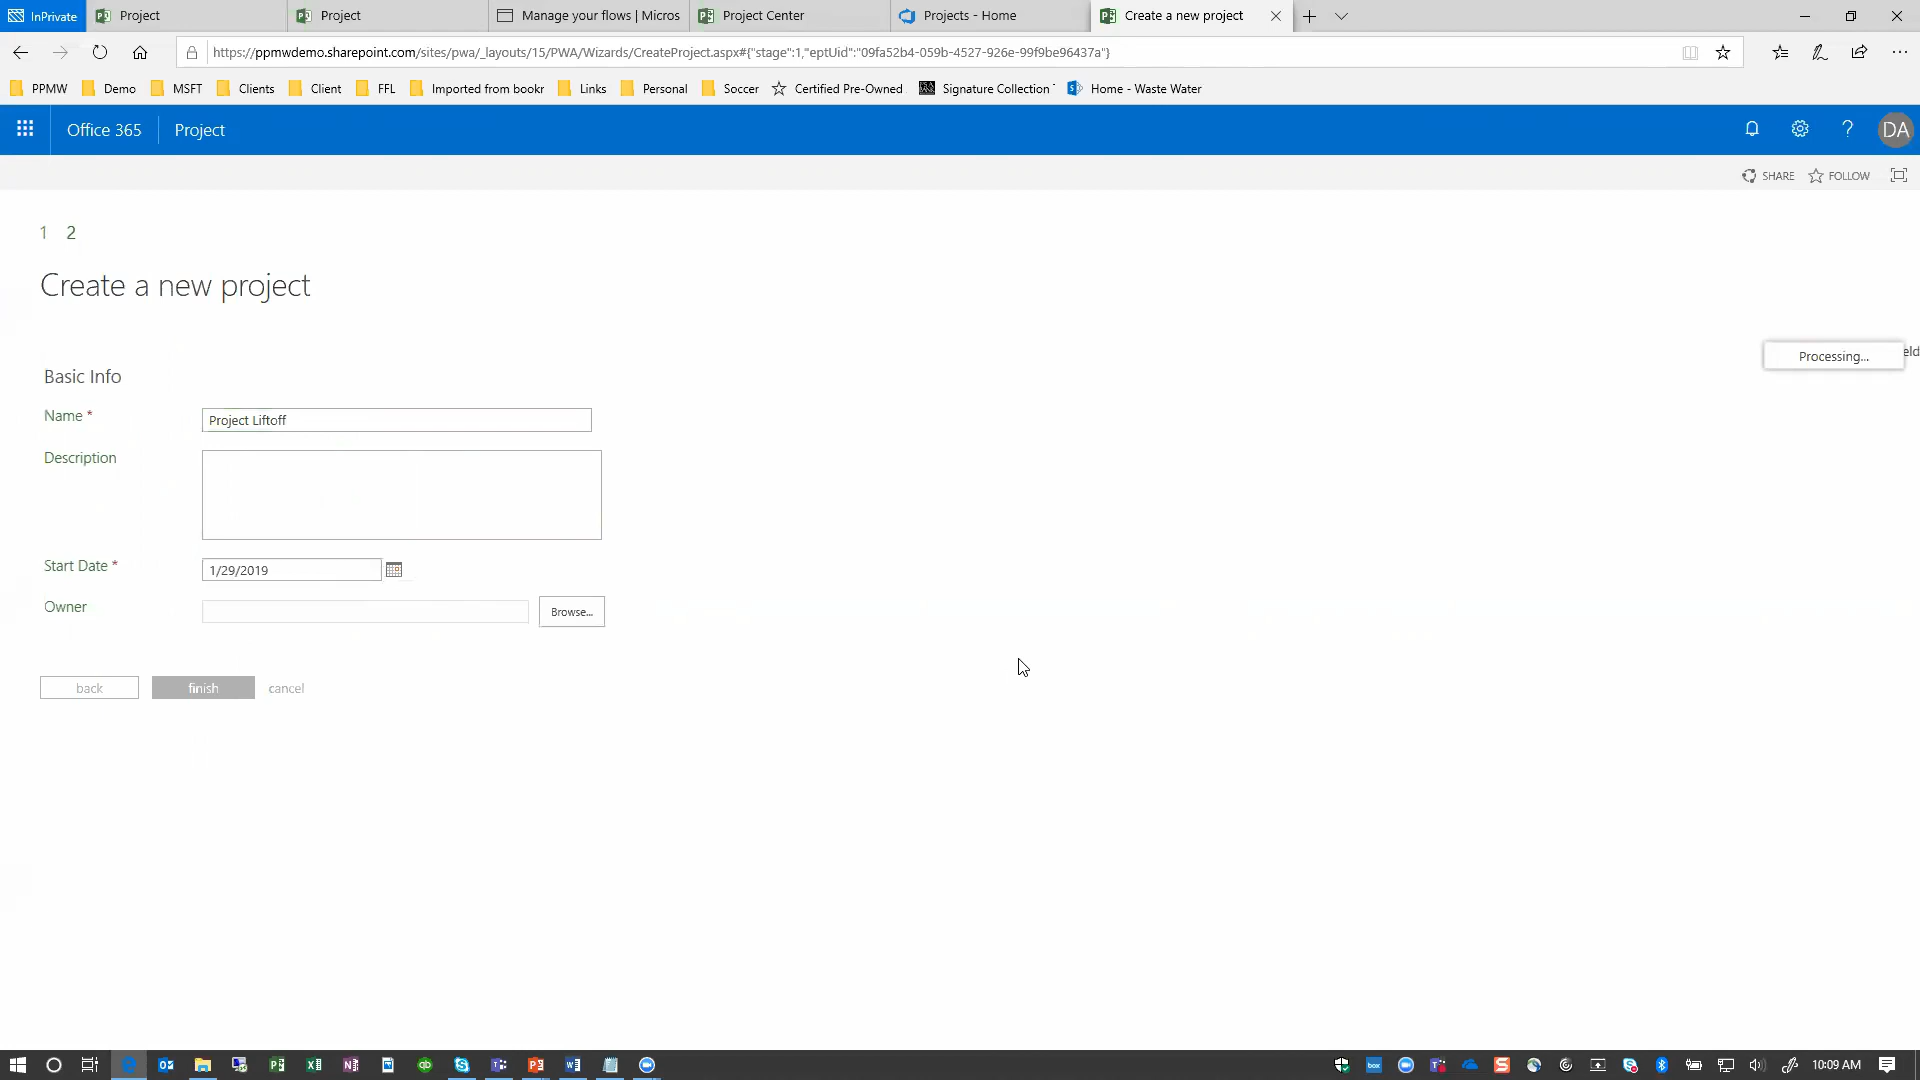 InPrivate Project Project Manage your flows | Micros Project Center Projects - Home Create a new project
https://ppmwdemo.sharepoint.com/sites/pwa/_layouts/15/PWA/Wizards/CreateProject.aspx#{"stage":1,"eptUid":"09fa52b4-059b-4527-926e-99f9be96437a"}
PPMW Demo MSFT Clients Client FFL Imported from bookr Links Personal Soccer Certified Pre-Owned Signature Collection Home - Waste Water
Office 365 Project ? DA
SHARE FOLLOW
1 2
Create a new project
eld
Processing...
Basic Info
Name *
Project Liftoff
Description
Start Date *
1/29/2019
Owner
Browse...
back finish cancel
10:09 AM